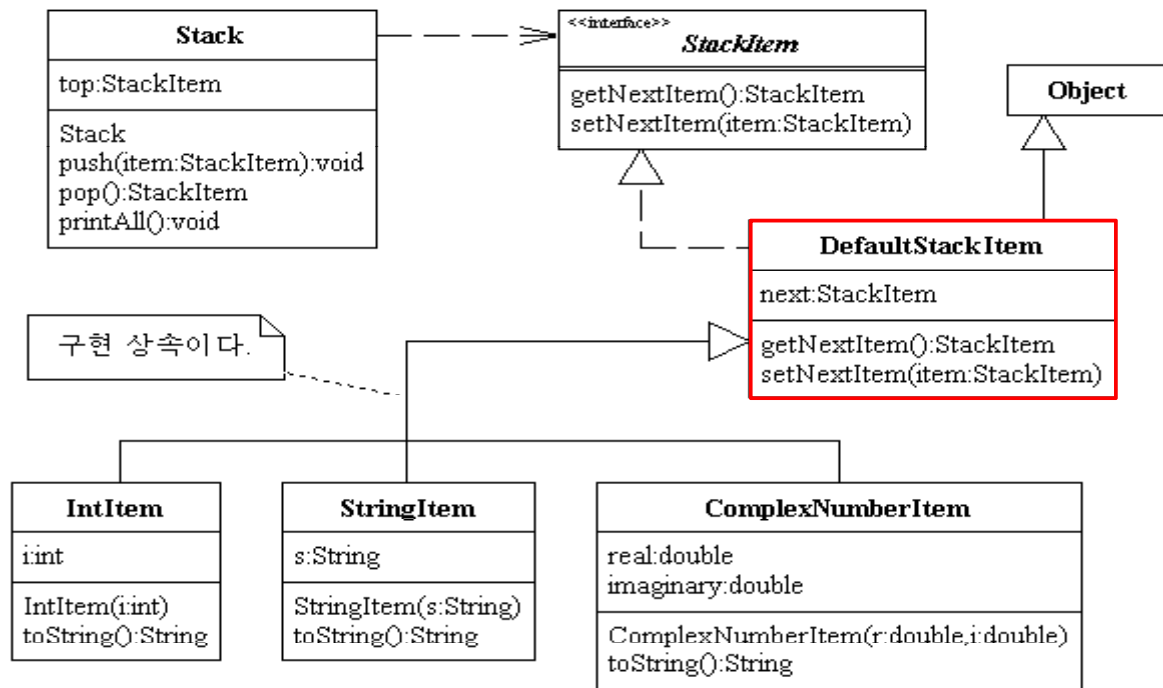 Stack
top:StackItem
Stack
push(item:StackItem):void
pop():StackItem
printAll():void
<<interface>>
StackItem
getNextItem():StackItem
setNextItem(item:StackItem)
Object
DefaultStackItem
next:StackItem
getNextItem():StackItem
setNextItem(item:StackItem)
구현 상속이다.
IntItem
i:int
IntItem(i:int)
toString():String
StringItem
s:String
StringItem(s:String)
toString():String
ComplexNumberItem
real:double
imaginary:double
ComplexNumberItem(r:double,i:double)
toString():String